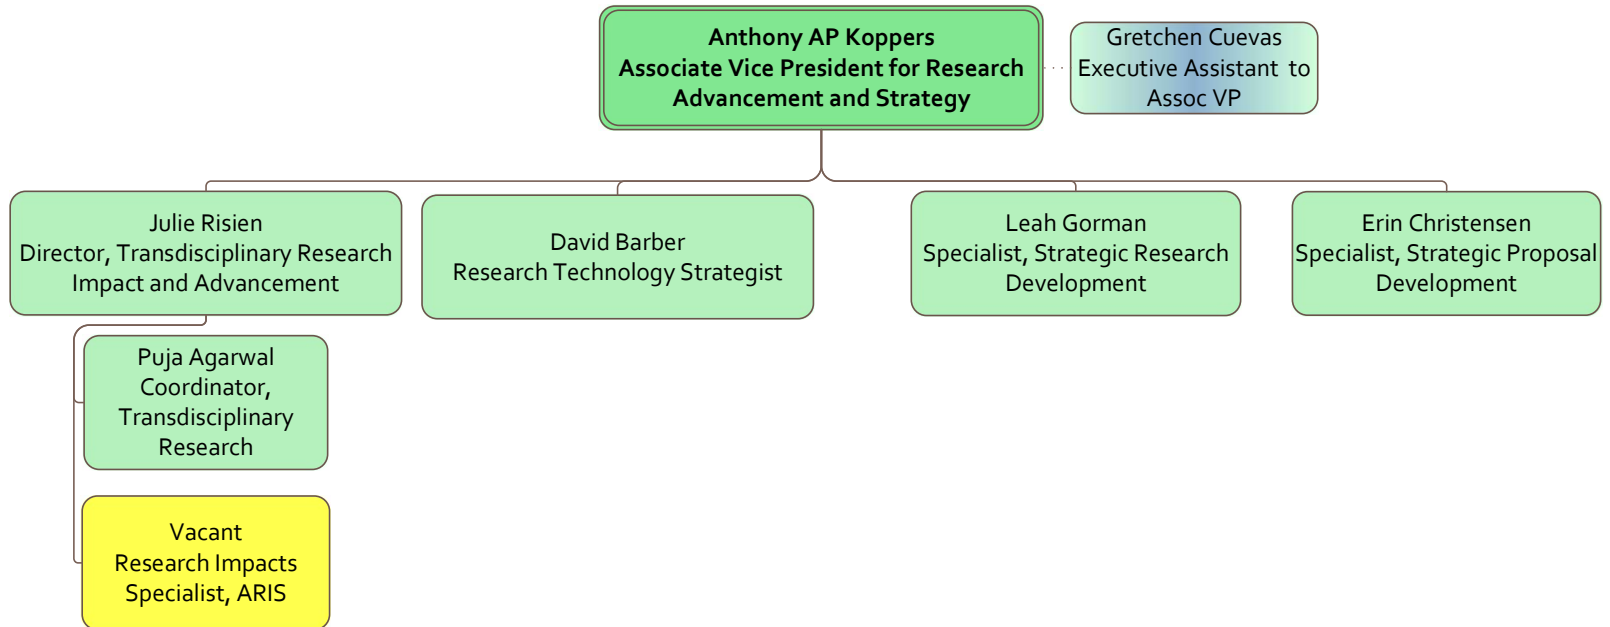 Anthony AP Koppers
Associate Vice President for Research
Advancement and Strategy
Gretchen Cuevas
Executive Assistant to
Assoc VP
Julie Risien
Director, Transdisciplinary Research
Impact and Advancement
David Barber
Research Technology Strategist
Leah Gorman
Specialist, Strategic Research
Development
Erin Christensen
Specialist, Strategic Proposal
Development
Puja Agarwal
Coordinator,
Transdisciplinary
Research
Vacant
Research Impacts
Specialist, ARIS